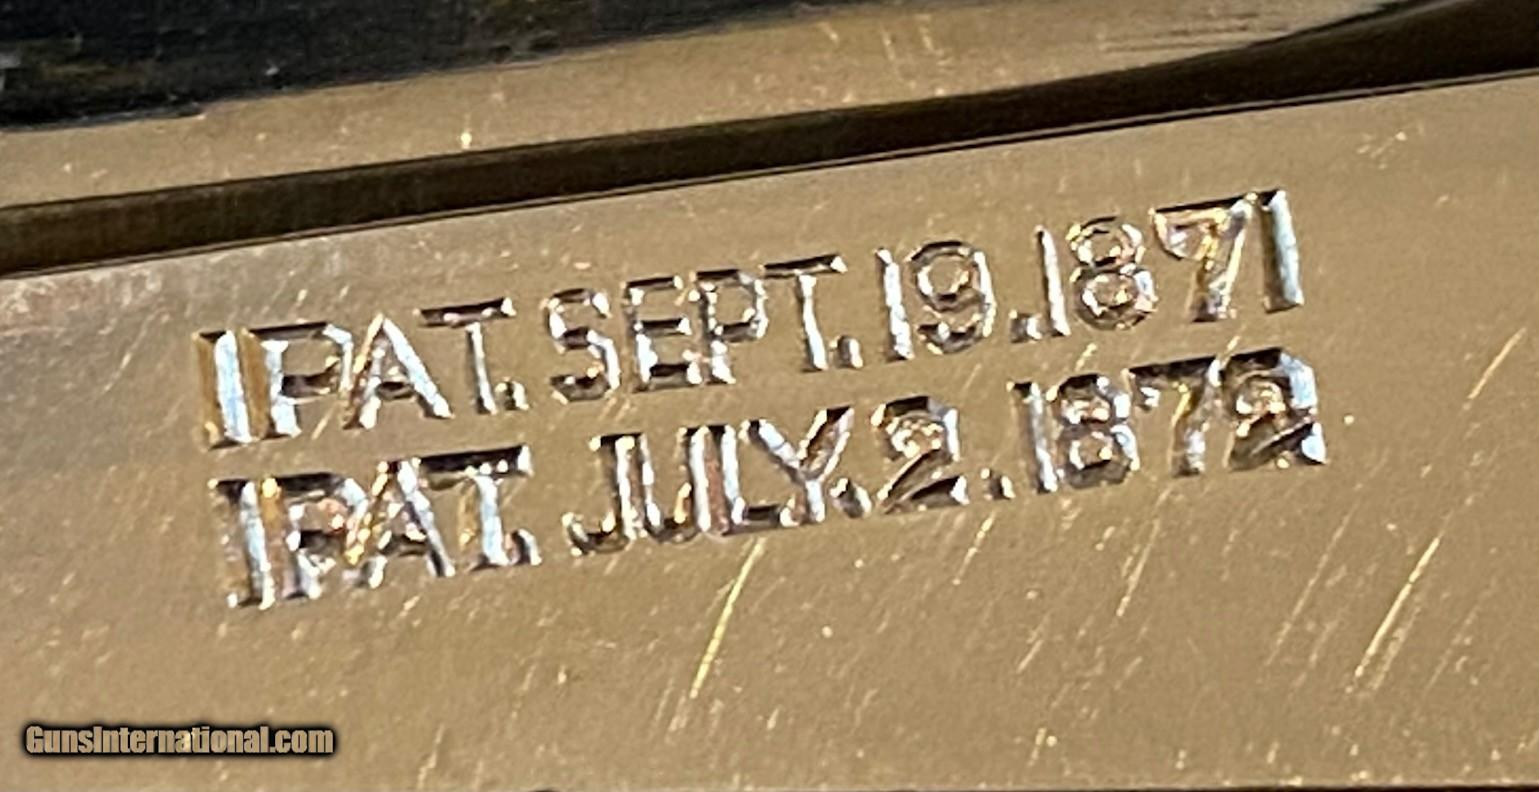 PAT. SEPT. 19. 1871
PAT. JULY. 2. 1872
GunsInternational.com